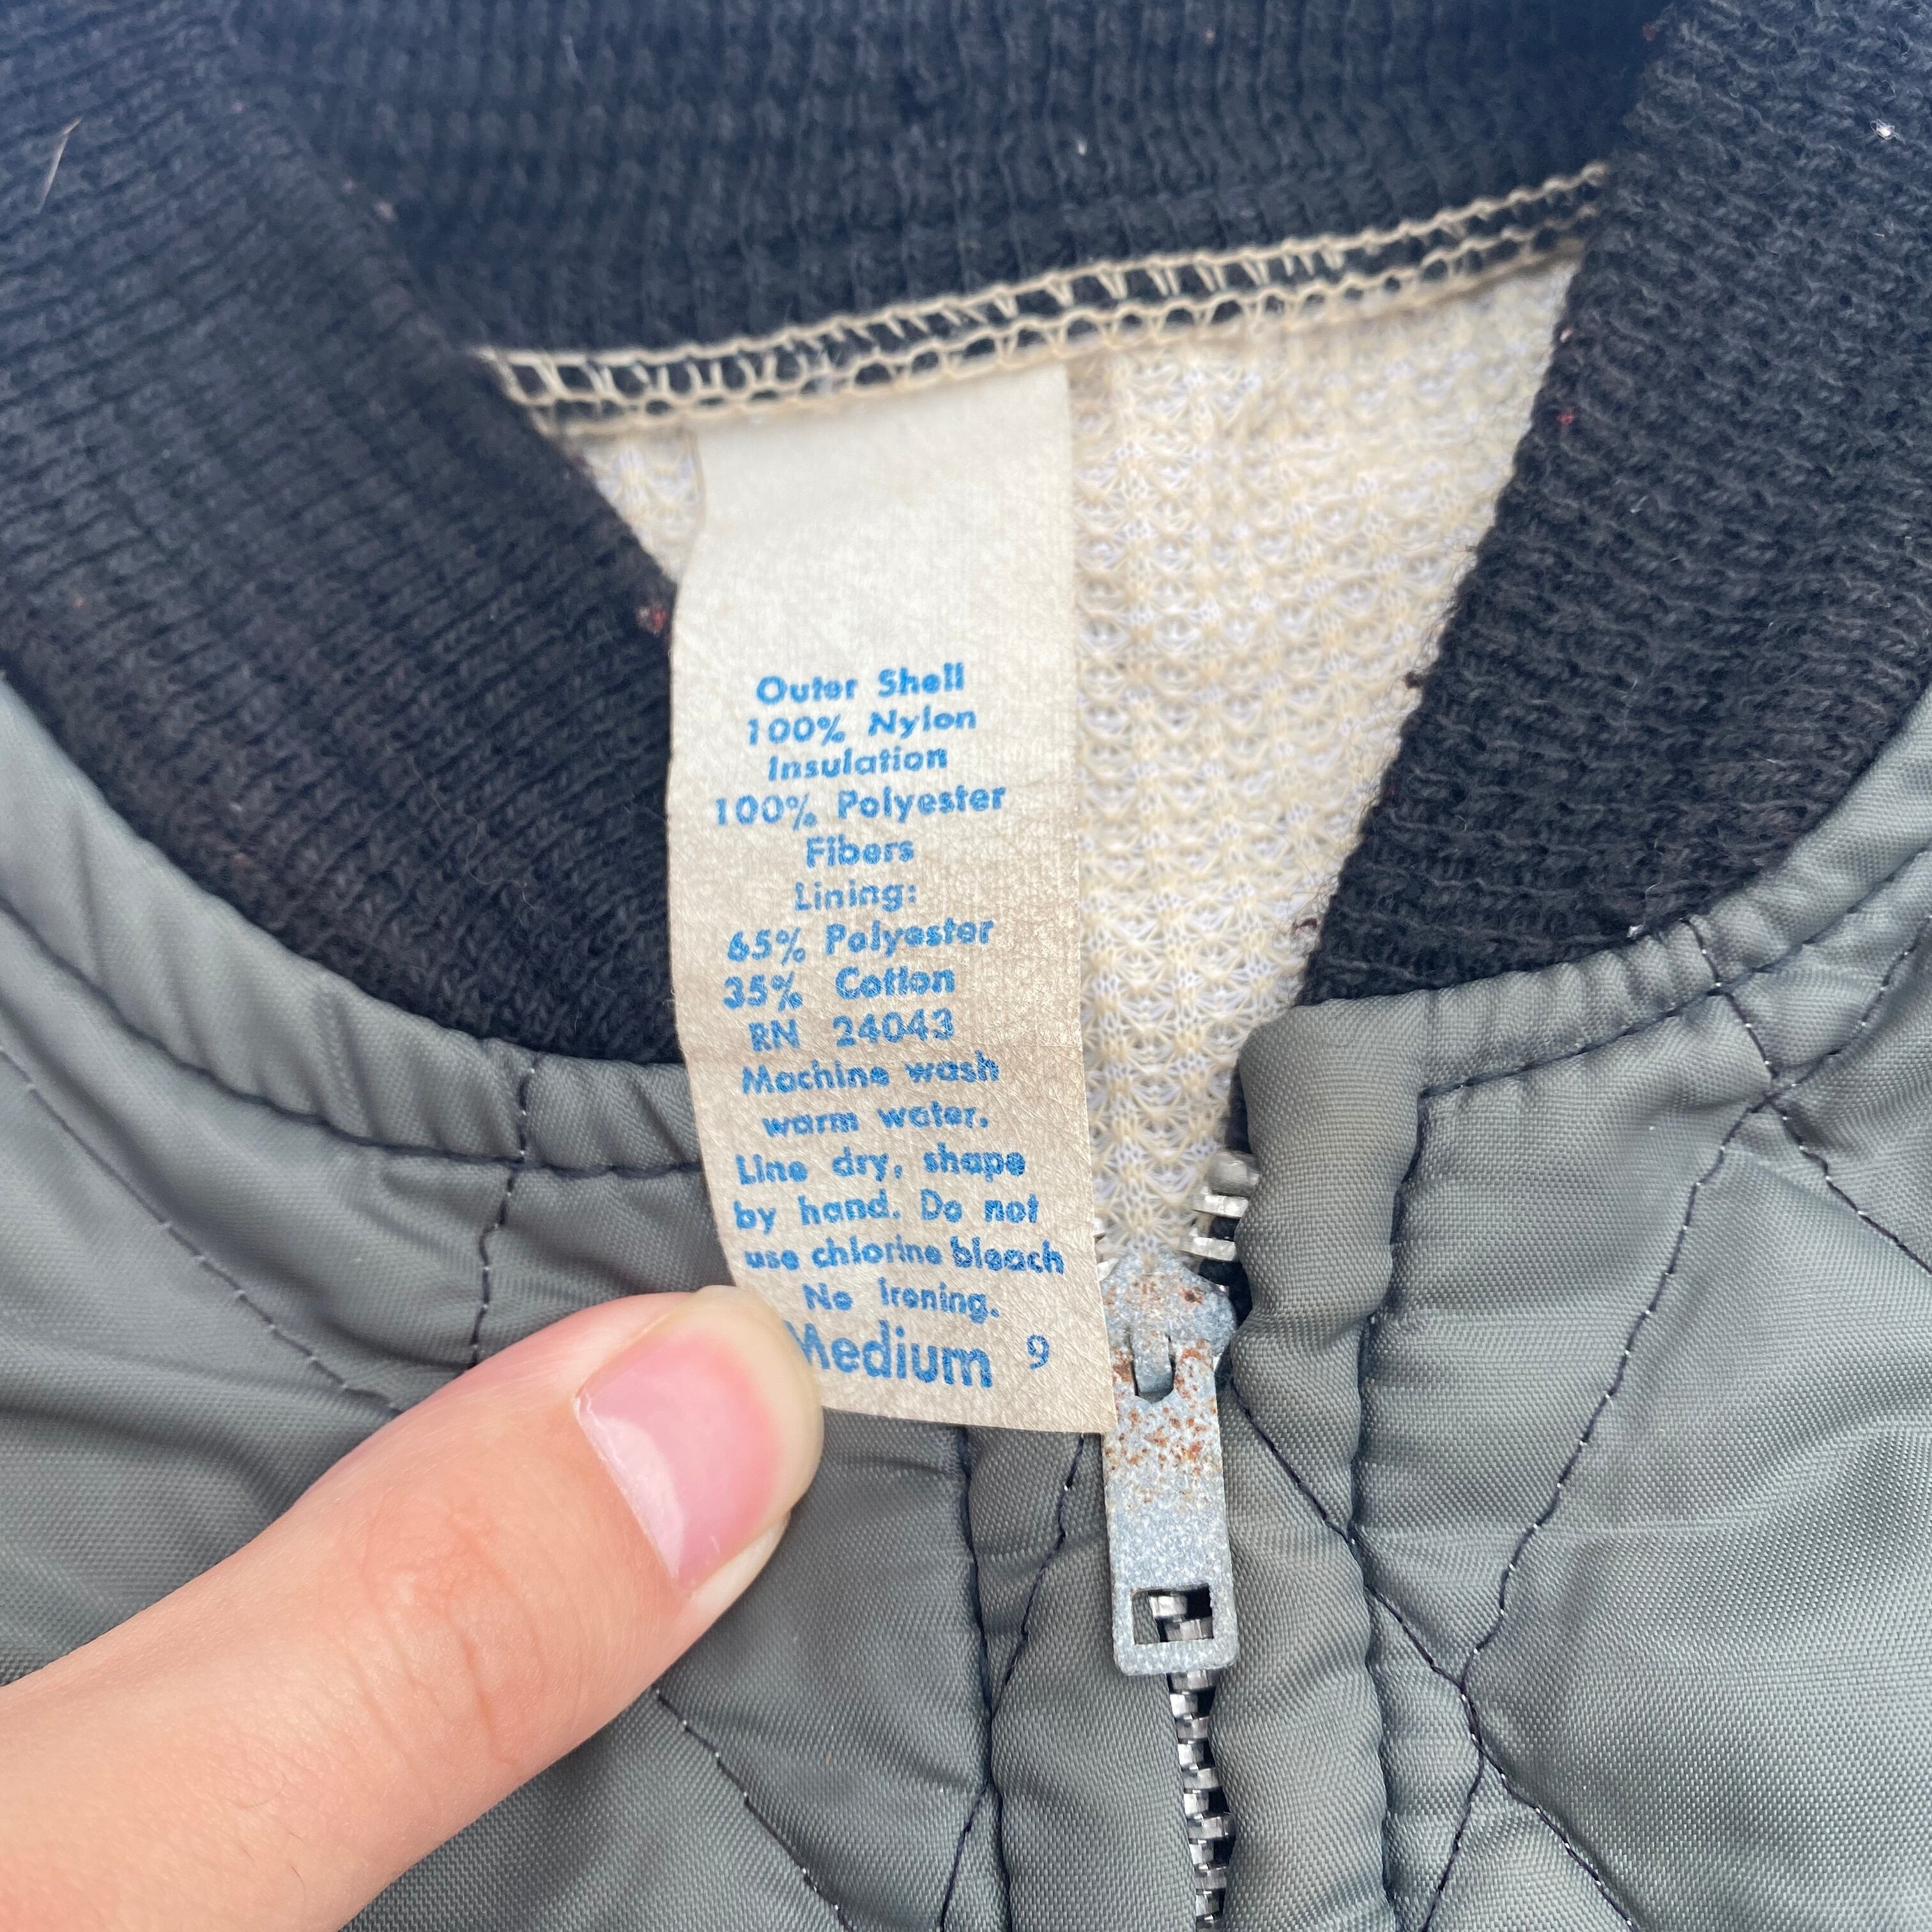 Outer Shell
100% Nylon
Insulation
100% Polyester
Fibers
Lining:
65% Polyester
35% Cotton
RN 24043
Machine wash
warm water.
Line dry, shape
by hand. Do not
use chlorine bleach
No ironing.
Medium 9